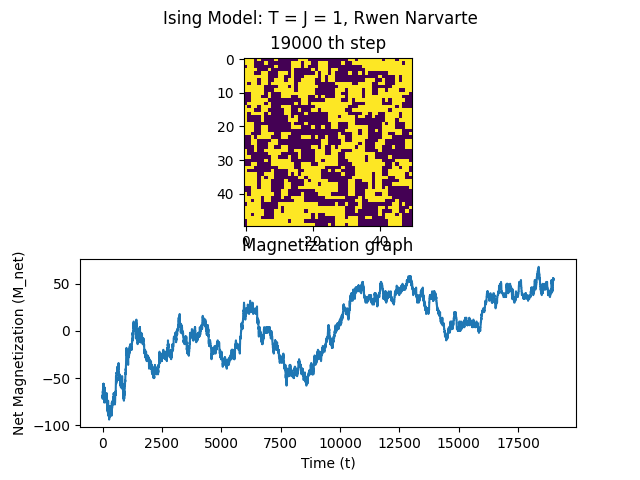 Ising Model: T = J = 1, Rwen Narvarte
19000 th step
0
10
20
30
40
0 20 40
Magnetization graph
Net Magnetization (M_net)
50
0
−50
−100
0 2500 5000 7500 10000 12500 15000 17500
Time (t)